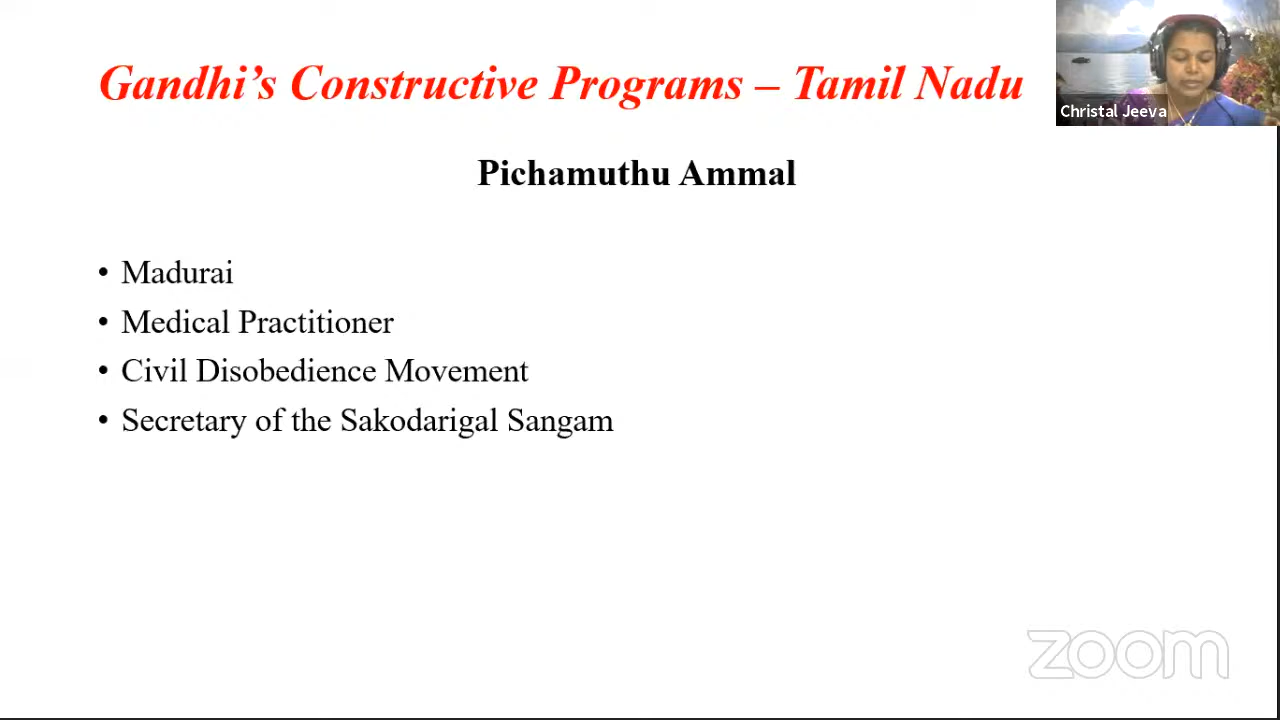 Gandhi’s Constructive Programs – Tamil Nadu
Christal Jeeva
Pichamuthu Ammal
• Madurai
• Medical Practitioner
• Civil Disobedience Movement
• Secretary of the Sakodarigal Sangam
zoom